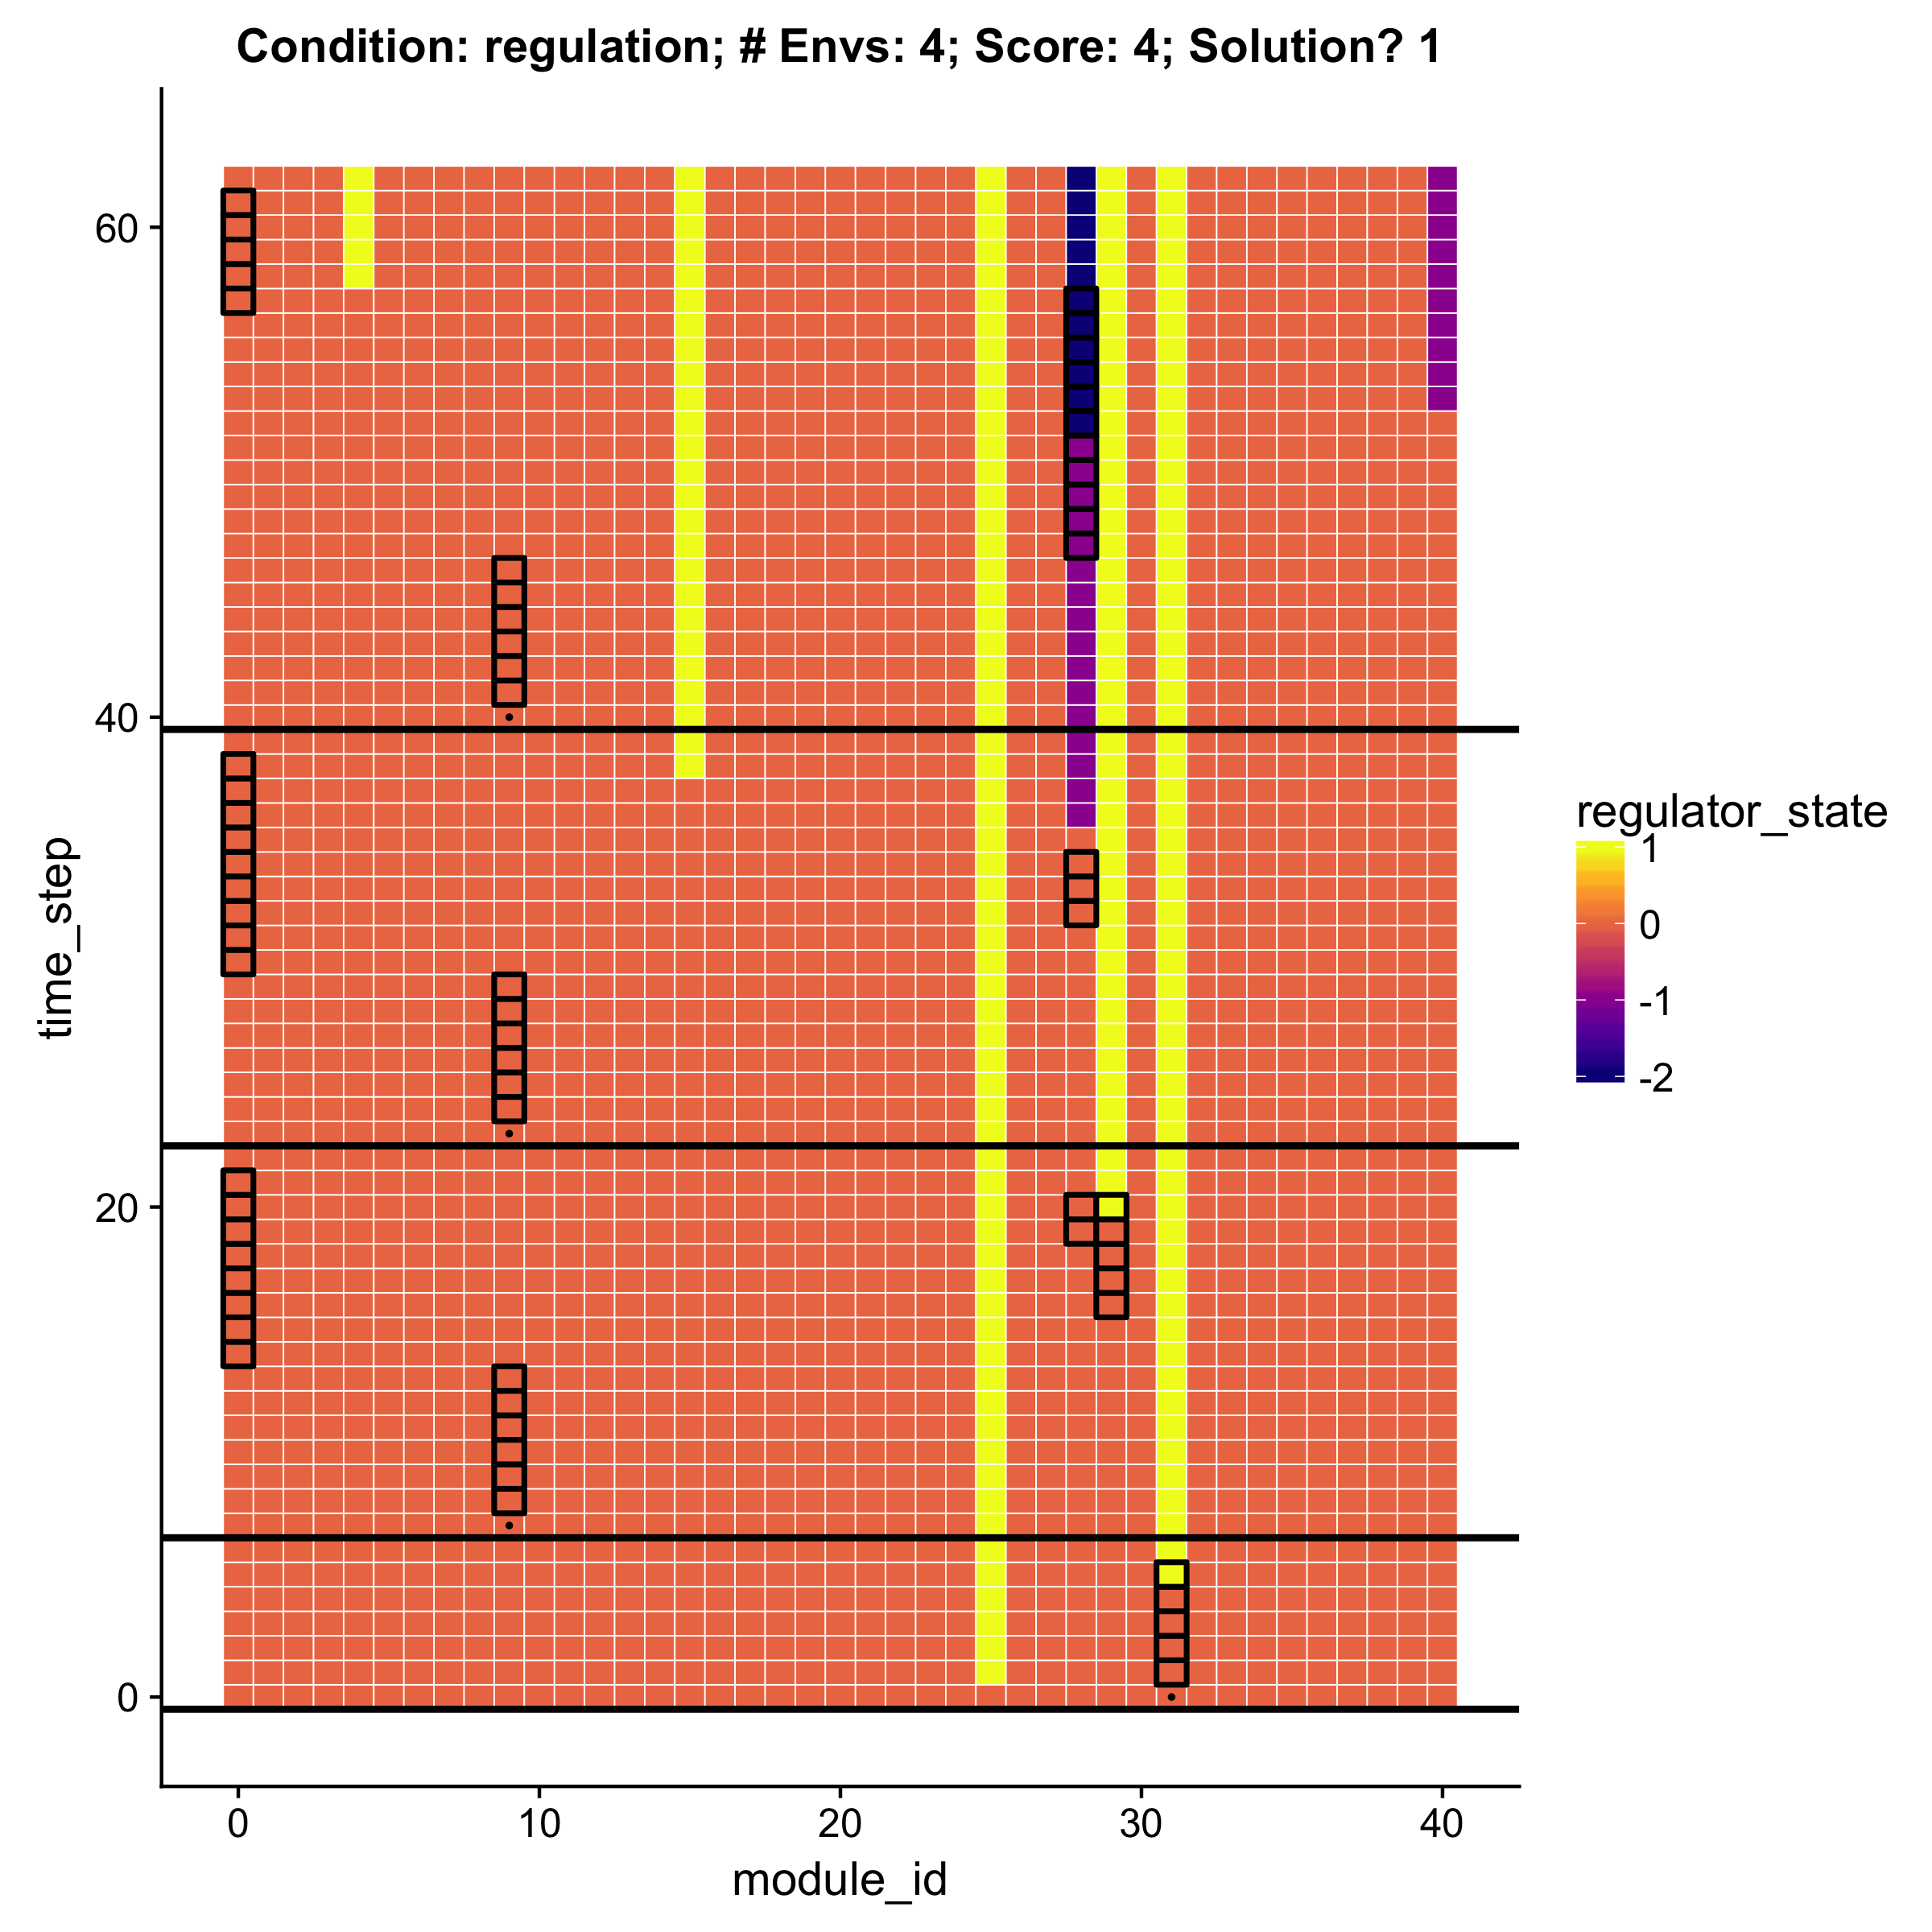 Condition: regulation; # Envs: 4; Score: 4; Solution? 1
60
40
20
0
time_step
0 10 20 30 40
module_id
regulator_state
1
0
-1
-2